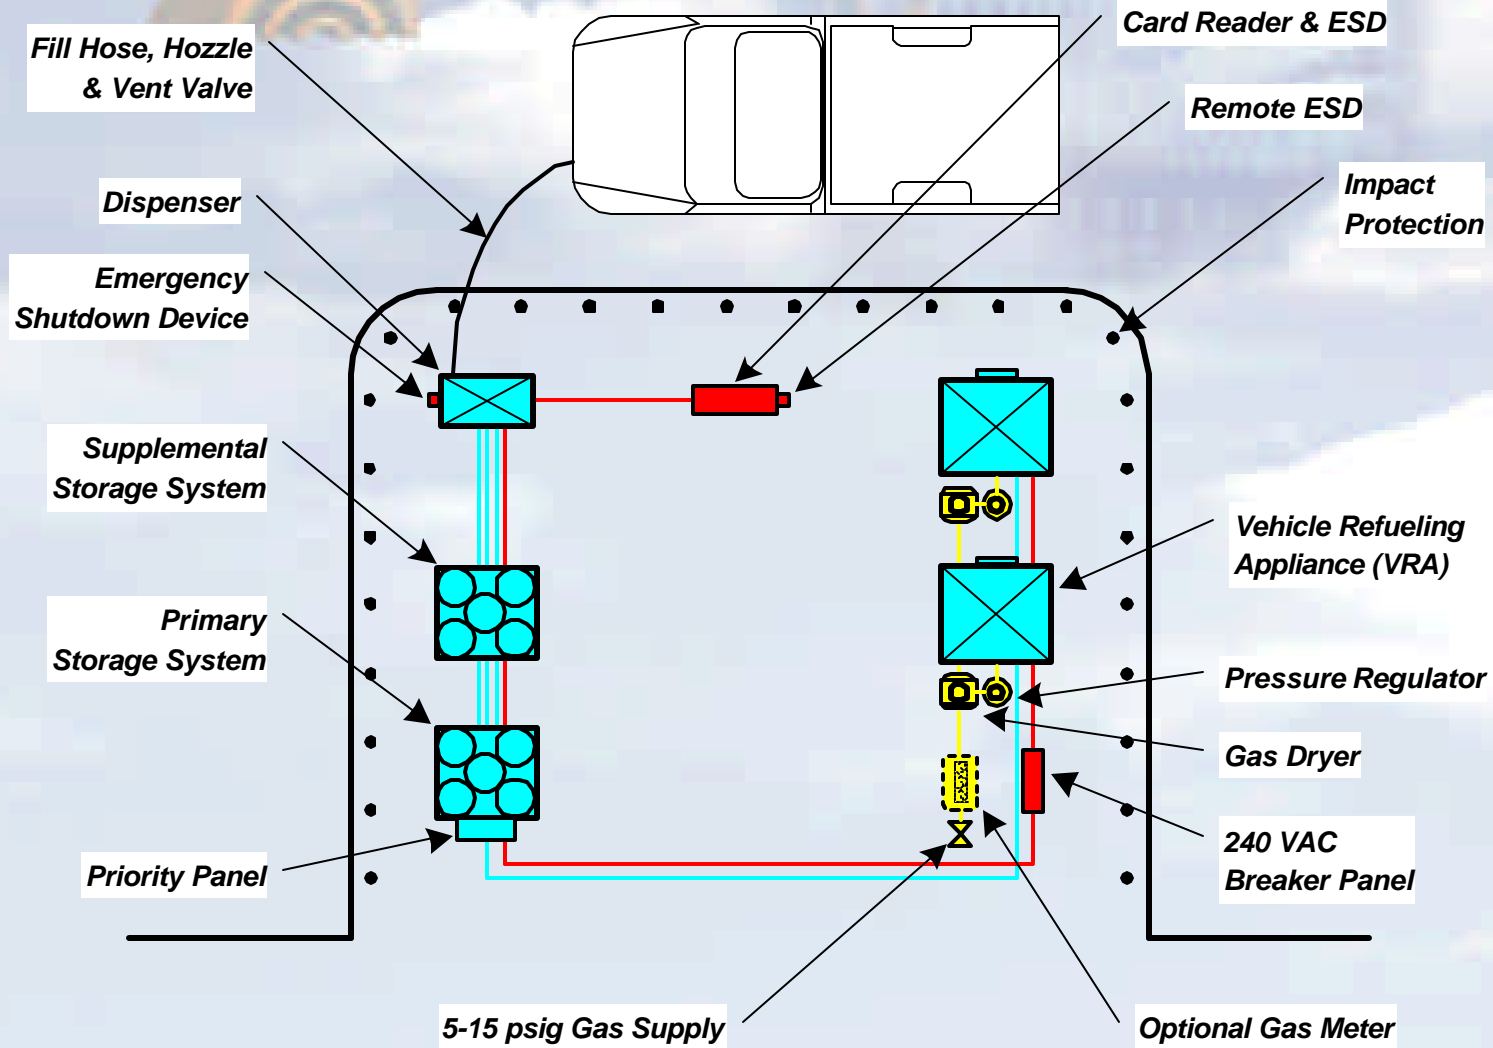 Fill Hose, Hozzle
& Vent Valve
Card Reader & ESD
Remote ESD
Impact
Protection
Dispenser
Emergency
Shutdown Device
Supplemental
Storage System
Primary
Storage System
Priority Panel
Vehicle Refueling
Appliance (VRA)
Pressure Regulator
Gas Dryer
240 VAC
Breaker Panel
5-15 psig Gas Supply
Optional Gas Meter